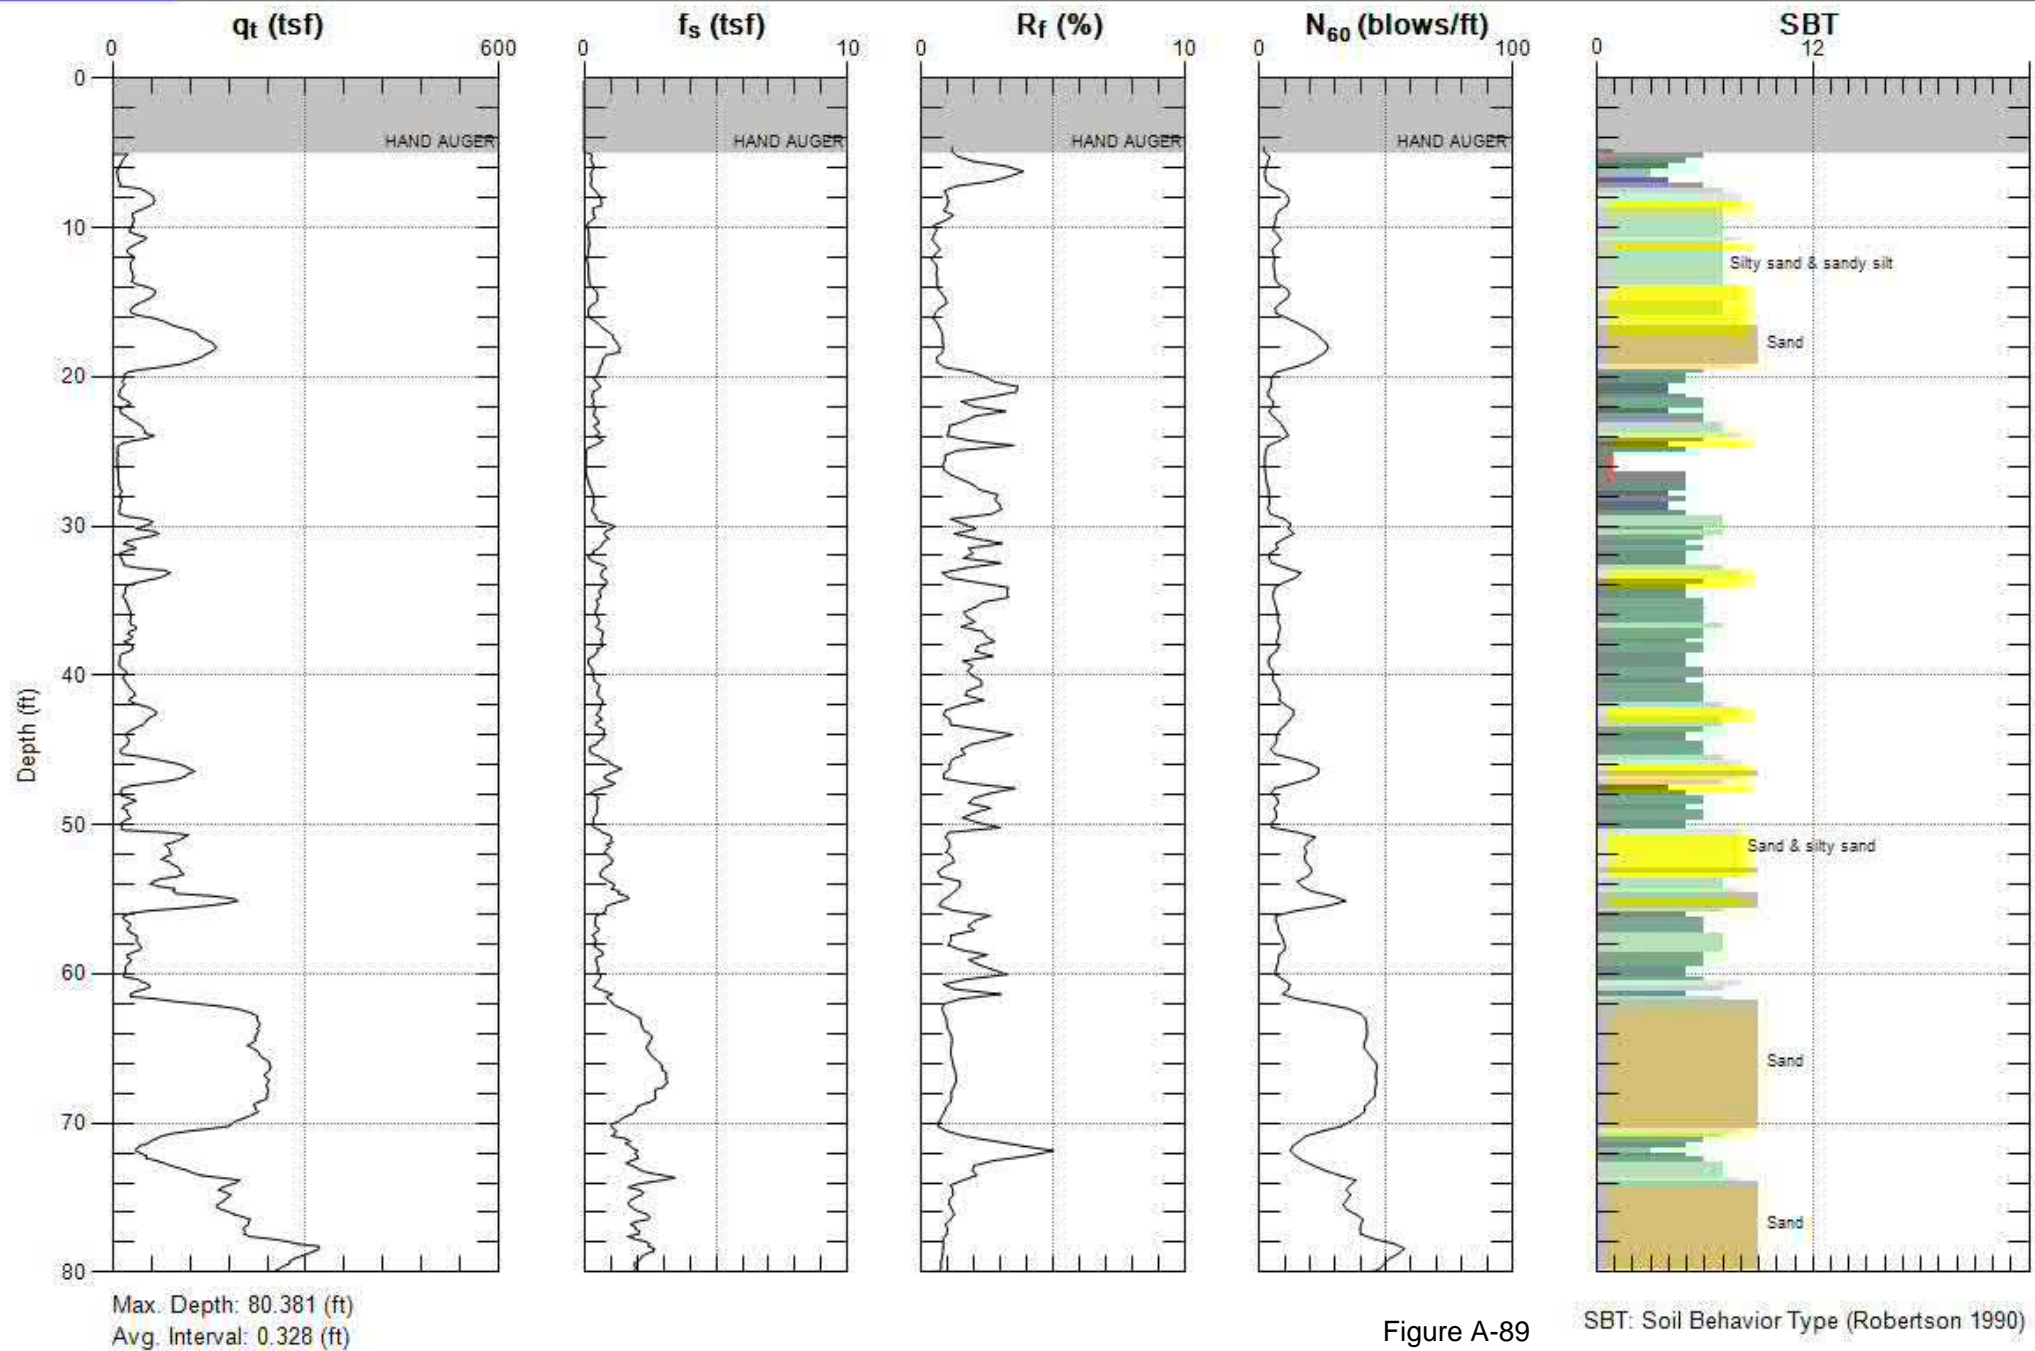 qt (tsf) fs (tsf) Rf (%) N60 (blows/ft) SBT
0 600 0 10 0 10 0 100 0 12
0
HAND AUGER HAND AUGER HAND AUGER HAND AUGER
10
Silty sand & sandy silt
Sand
20
30
40
Depth (ft)
50
Sand & silty sand
60
Sand
70
Sand
80
Max. Depth: 80.381 (ft)
Avg. Interval: 0.328 (ft)
Figure A-89
SBT: Soil Behavior Type (Robertson 1990)